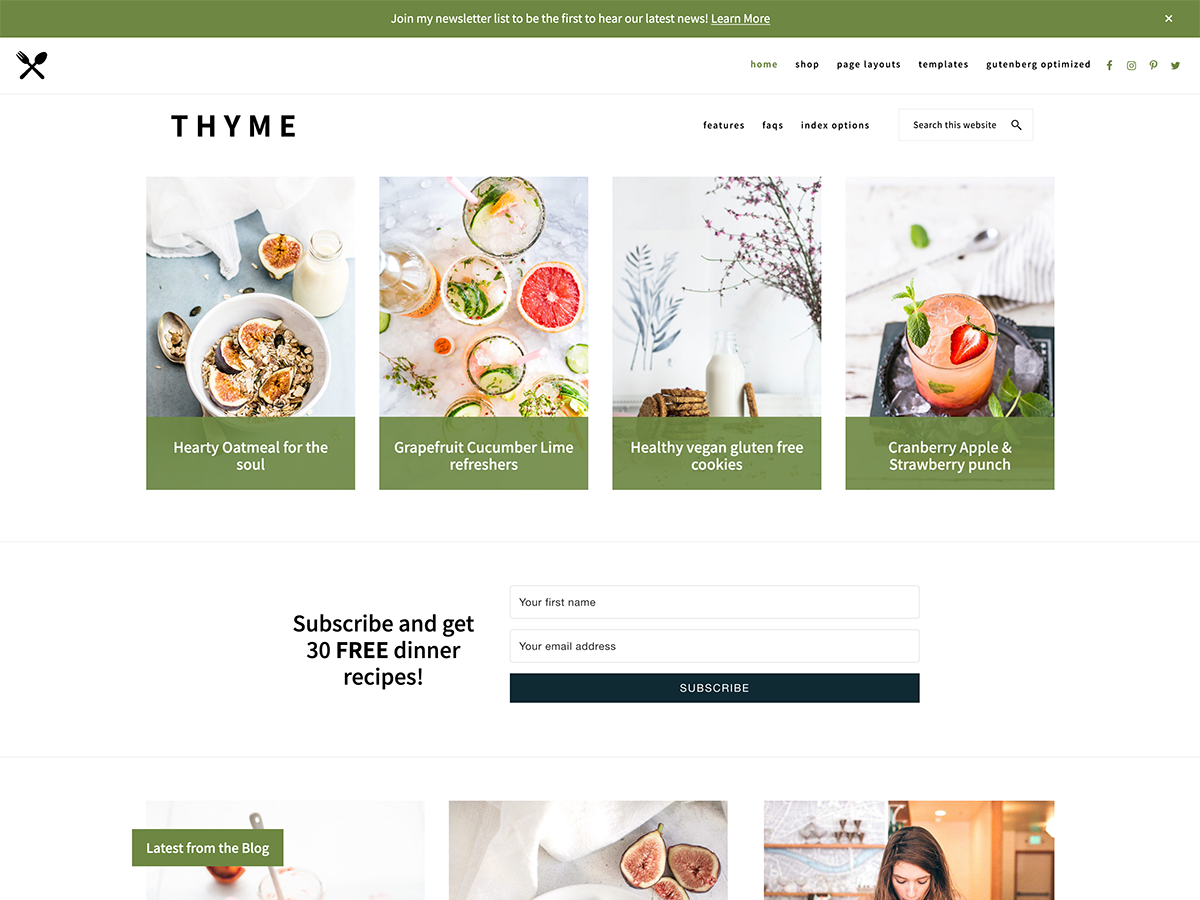 Join my newsletter list to be the first to hear our latest news! Learn More ×
home shop page layouts templates gutenberg optimized
THYME
features faqs index options Search this website
Hearty Oatmeal for the
soul
Grapefruit Cucumber Lime
refreshers
Healthy vegan gluten free
cookies
Cranberry Apple &
Strawberry punch
Subscribe and get
30 FREE dinner
recipes!
Your first name
Your email address
SUBSCRIBE
Latest from the Blog